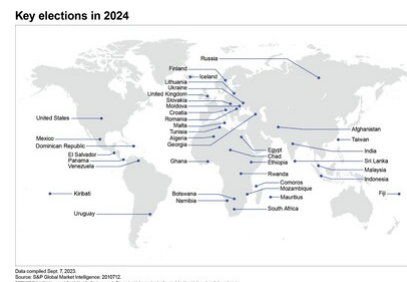 Key elections in 2024
Russia
Finland
Iceland
Lithuania
Ukraine
United Kingdom
Slovakia
Moldova
Croatia
Romania
Malta
Tunisia
Algeria
Georgia
United States
Mexico
Dominican Republic
El Salvador
Panama
Venezuela
Ghana
Egypt
Chad
Ethiopia
Rwanda
Comoros
Mozambique
Mauritius
South Africa
Botswana
Namibia
Kiribati
Uruguay
Afghanistan
Taiwan
India
Sri Lanka
Malaysia
Indonesia
Fiji
Data compiled Sept. 7, 2023.
Source: S&P Global Market Intelligence: 2010712.